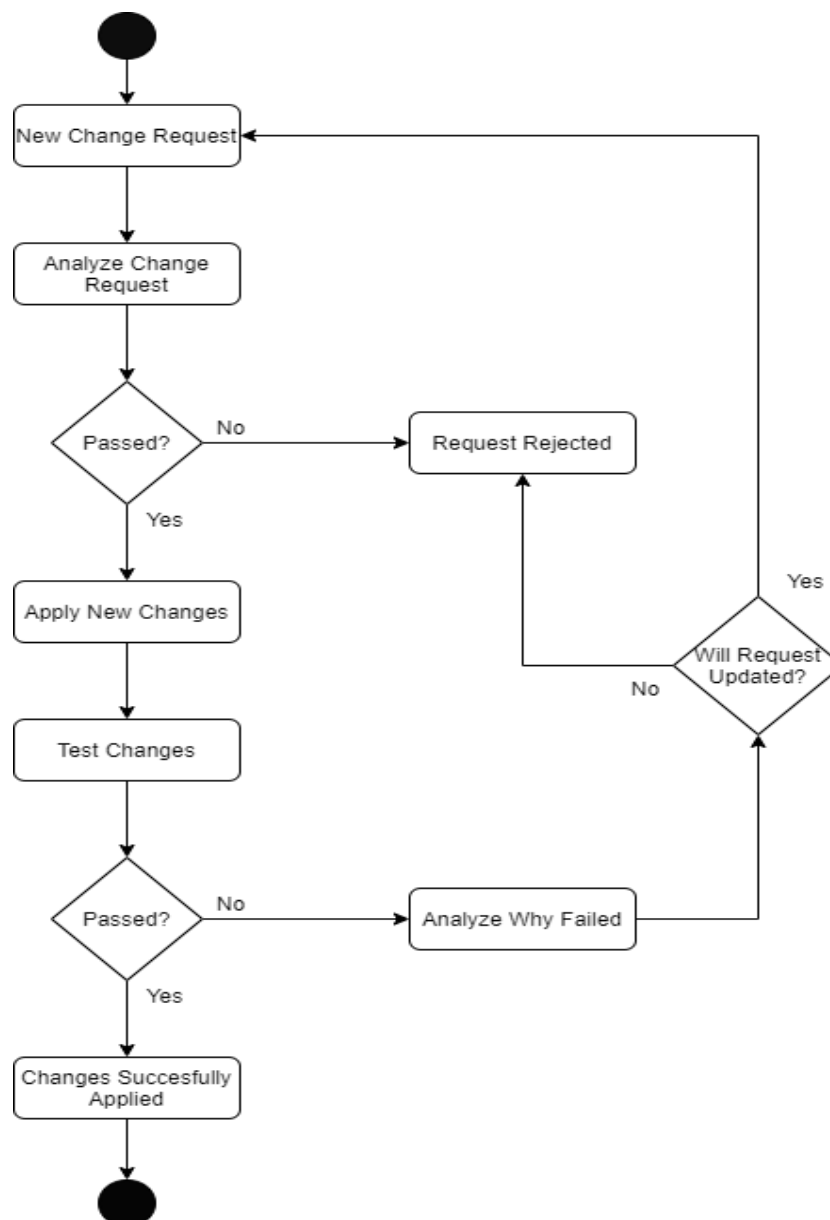 New Change Request
Analyze Change
Request
Passed?
No
Request Rejected
Yes
Yes
Apply New Changes
Will Request
Updated?
No
Test Changes
Passed?
No
Analyze Why Failed
Yes
Changes Succesfully
Applied